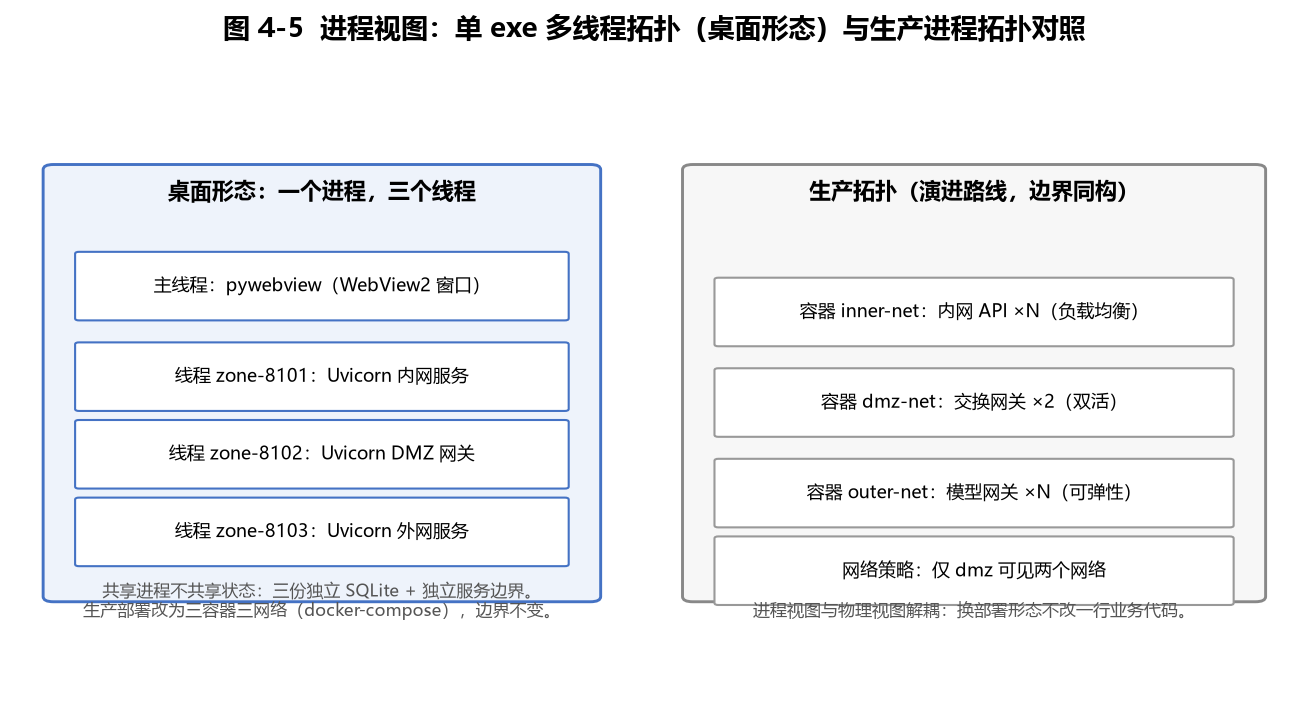 图 4-5 进程视图：单 exe 多线程拓扑（桌面形态）与生产进程拓扑对照
桌面形态：一个进程，三个线程
主线程：pywebview（WebView2 窗口）
线程 zone-8101：Uvicorn 内网服务
线程 zone-8102：Uvicorn DMZ 网关
线程 zone-8103：Uvicorn 外网服务
共享进程不共享状态：三份独立 SQLite + 独立服务边界。
生产部署改为三容器三网络（docker-compose），边界不变。
生产拓扑（演进路线，边界同构）
容器 inner-net：内网 API ×N（负载均衡）
容器 dmz-net：交换网关 ×2（双活）
容器 outer-net：模型网关 ×N（可弹性）
网络策略：仅 dmz 可见两个网络
进程视图与物理视图解耦：换部署形态不改一行业务代码。